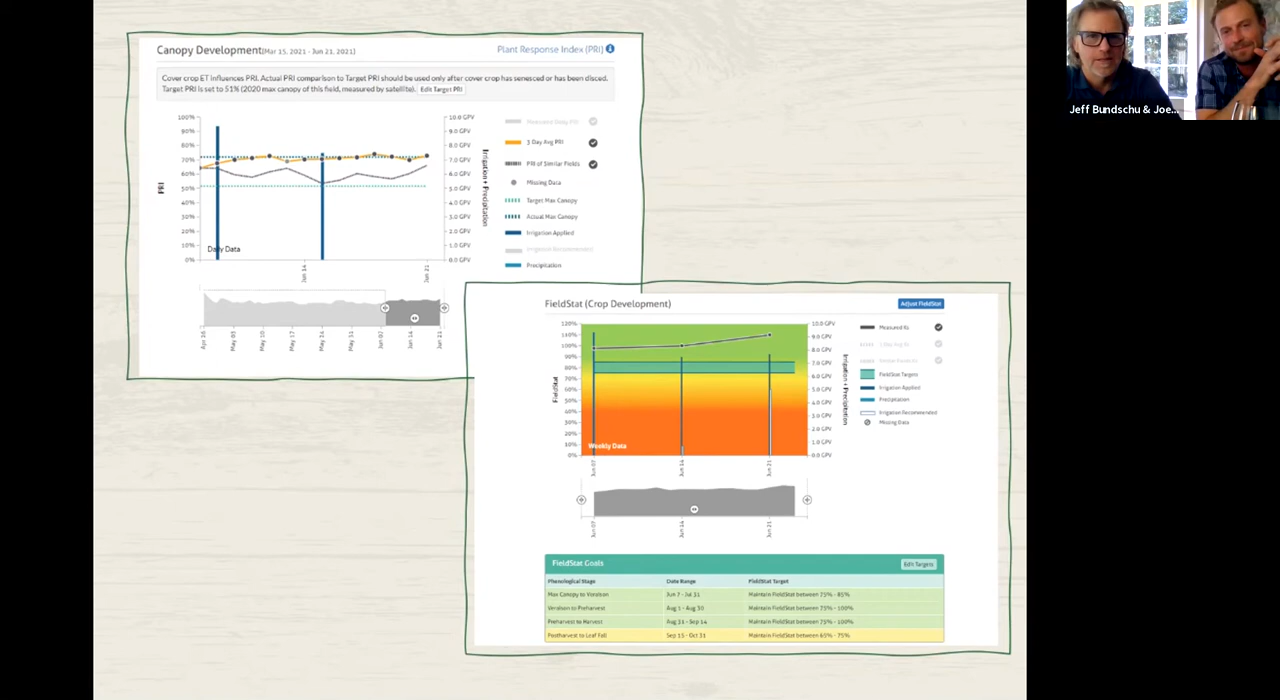 Canopy Development(Mar 15, 2021 - Jun 21, 2021)
Plant Response Index (PRI)
Cover crop ET influences PRI. Actual PRI comparison to Target PRI should be used only after cover crop has senesced or has been disced.
Target PRI is set to 51% (2020 max canopy of this field, measured by satellite). Edit Target PRI
100%
90%
80%
70%
60%
50%
40%
30%
20%
10%
0%
PRI
Daily Data
Jun 14
Jun 21
10.0 GPV
9.0 GPV
8.0 GPV
7.0 GPV
6.0 GPV
5.0 GPV
4.0 GPV
3.0 GPV
2.0 GPV
1.0 GPV
0.0 GPV
Irrigation + Precipitation
Measured Daily PRI
3 Day Avg PRI
PRI of Similar Fields
Missing Data
Target Max Canopy
Actual Max Canopy
Irrigation Applied
Irrigation Recommended
Precipitation
Apr 26
May 03
May 10
May 17
May 24
May 31
Jun 07
Jun 14
Jun 21
FieldStat (Crop Development)
Adjust FieldStat
120%
110%
100%
90%
80%
70%
60%
50%
40%
30%
20%
10%
0%
FieldStat
Weekly Data
Jun 07
Jun 14
Jun 21
10.0 GPV
9.0 GPV
8.0 GPV
7.0 GPV
6.0 GPV
5.0 GPV
4.0 GPV
3.0 GPV
2.0 GPV
1.0 GPV
0.0 GPV
Irrigation + Precipitation
Measured Ks
FieldStat Targets
Irrigation Applied
Precipitation
Irrigation Recommended
Missing Data
Jun 07
Jun 14
Jun 21
FieldStat Goals
Edit Targets
Phenological Stage Date Range FieldStat Target
Max Canopy to Veraison Jun 7 - Jul 31 Maintain FieldStat between 75% - 85%
Veraison to Preharvest Aug 1 - Aug 30 Maintain FieldStat between 75% - 100%
Preharvest to Harvest Aug 31 - Sep 14 Maintain FieldStat between 75% - 100%
Postharvest to Leaf Fall Sep 15 - Oct 31 Maintain FieldStat between 65% - 75%
Jeff Bundschu & Joe...